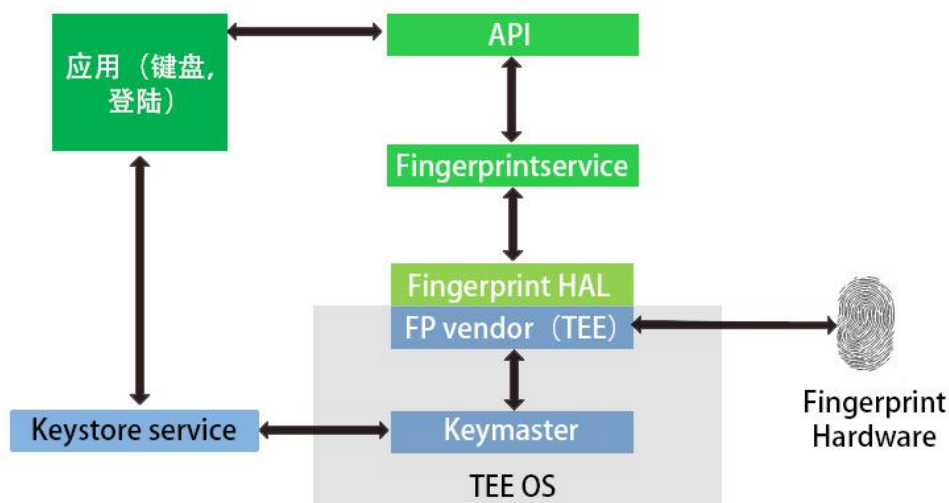 应用（键盘,
登陆）
API
Fingerprintservice
Fingerprint HAL
FP vendor（TEE）
Fingerprint
Hardware
Keystore service
Keymaster
TEE OS